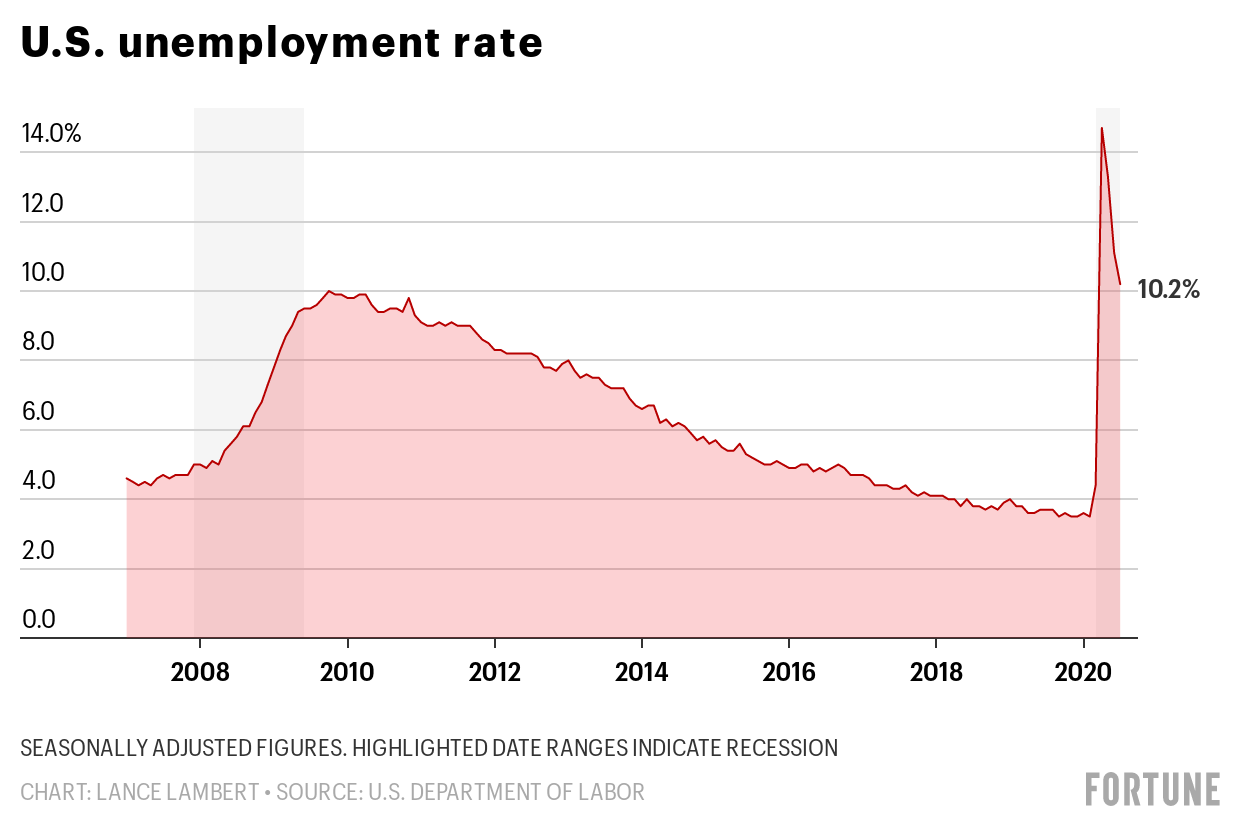 U.S. unemployment rate
14.0%
12.0
10.0
10.2%
8.0
6.0
4.0
2.0
0.0
2008 2010 2012 2014 2016 2018 2020
SEASONALLY ADJUSTED FIGURES. HIGHLIGHTED DATE RANGES INDICATE RECESSION
CHART: LANCE LAMBERT • SOURCE: U.S. DEPARTMENT OF LABOR
FORTUNE